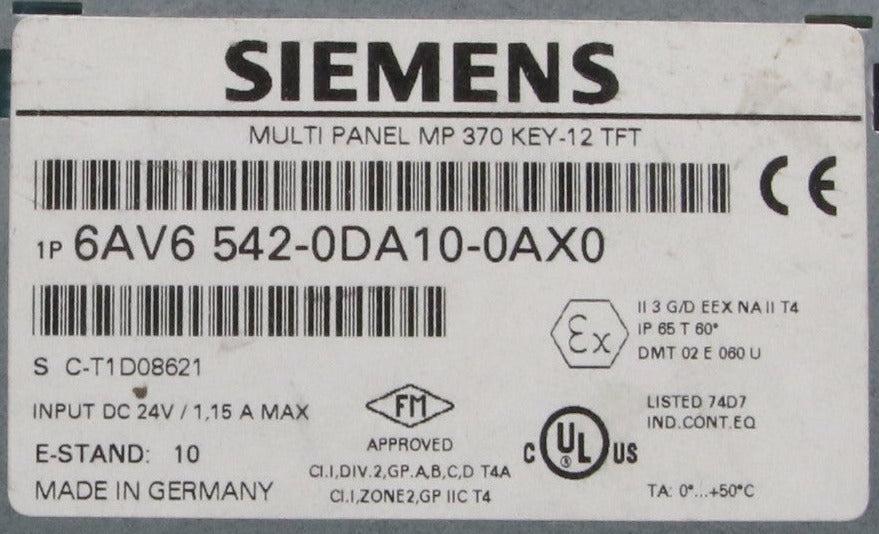 SIEMENS
MULTI PANEL MP 370 KEY-12 TFT
CE
1P 6AV6 542-0DA10-0AX0
Ex
II 3 G/D EEX NA II T4
IP 65 T 60°
DMT 02 E 060 U
S C-T1D08621
INPUT DC 24V / 1,15 A MAX
E-STAND: 10
MADE IN GERMANY
FM
APPROVED
CI.I,DIV.2,GP.A,B,C,D T4A
CI.I,ZONE2,GP IIC T4
C UL US
LISTED 74D7
IND.CONT.EQ
TA: 0°...+50°C